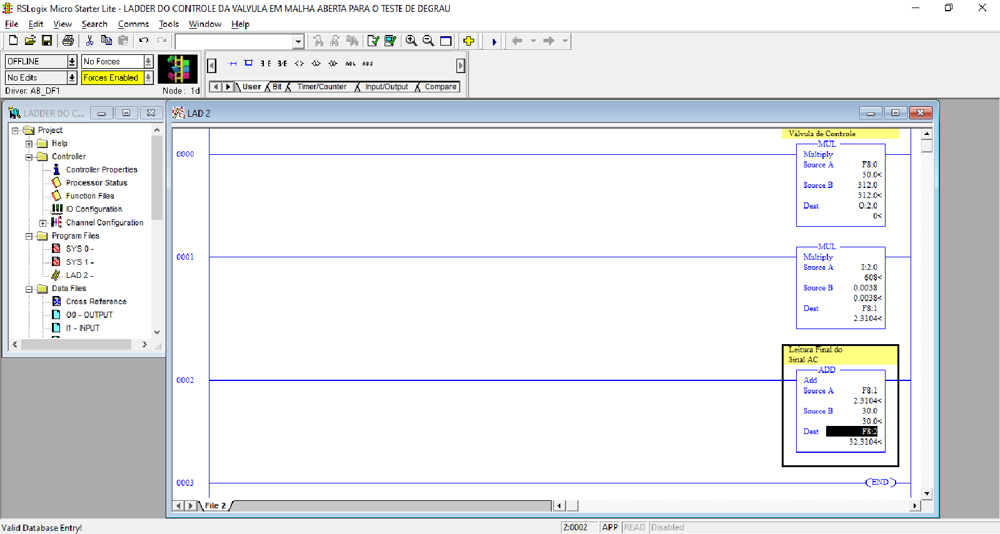 RSLogix Micro Starter Lite - LADDER DO CONTROLE DA VALVULA EM MALHA ABERTA PARA O TESTE DE DEGRAU
File Edit View Search Comms Tools Window Help
OFFLINE No Forces
No Edits Forces Enabled
Driver: AB_DF1 Node : 1d
ABL ABS
User Bit Timer/Counter Input/Output Compare
LADDER DO C...
Project
Help
Controller
Controller Properties
Processor Status
Function Files
IO Configuration
Channel Configuration
Program Files
SYS 0 -
SYS 1 -
LAD 2 -
Data Files
Cross Reference
O0 - OUTPUT
I1 - INPUT
LAD 2
Válvula de Controle
0000
MUL
Multiply
Source A F8:0
50.0<
Source B 312.0
312.0<
Dest O:2.0
0<
0001
MUL
Multiply
Source A I:2.0
608<
Source B 0.0038
0.0038<
Dest F8:1
2.3104<
Leitura Final do
Sinal AC
0002
ADD
Add
Source A F8:1
2.3104<
Source B 30.0
30.0<
Dest F8:2
32.3104<
0003
END
File 2
Valid Database Entry! 2:0002 APP READ Disabled